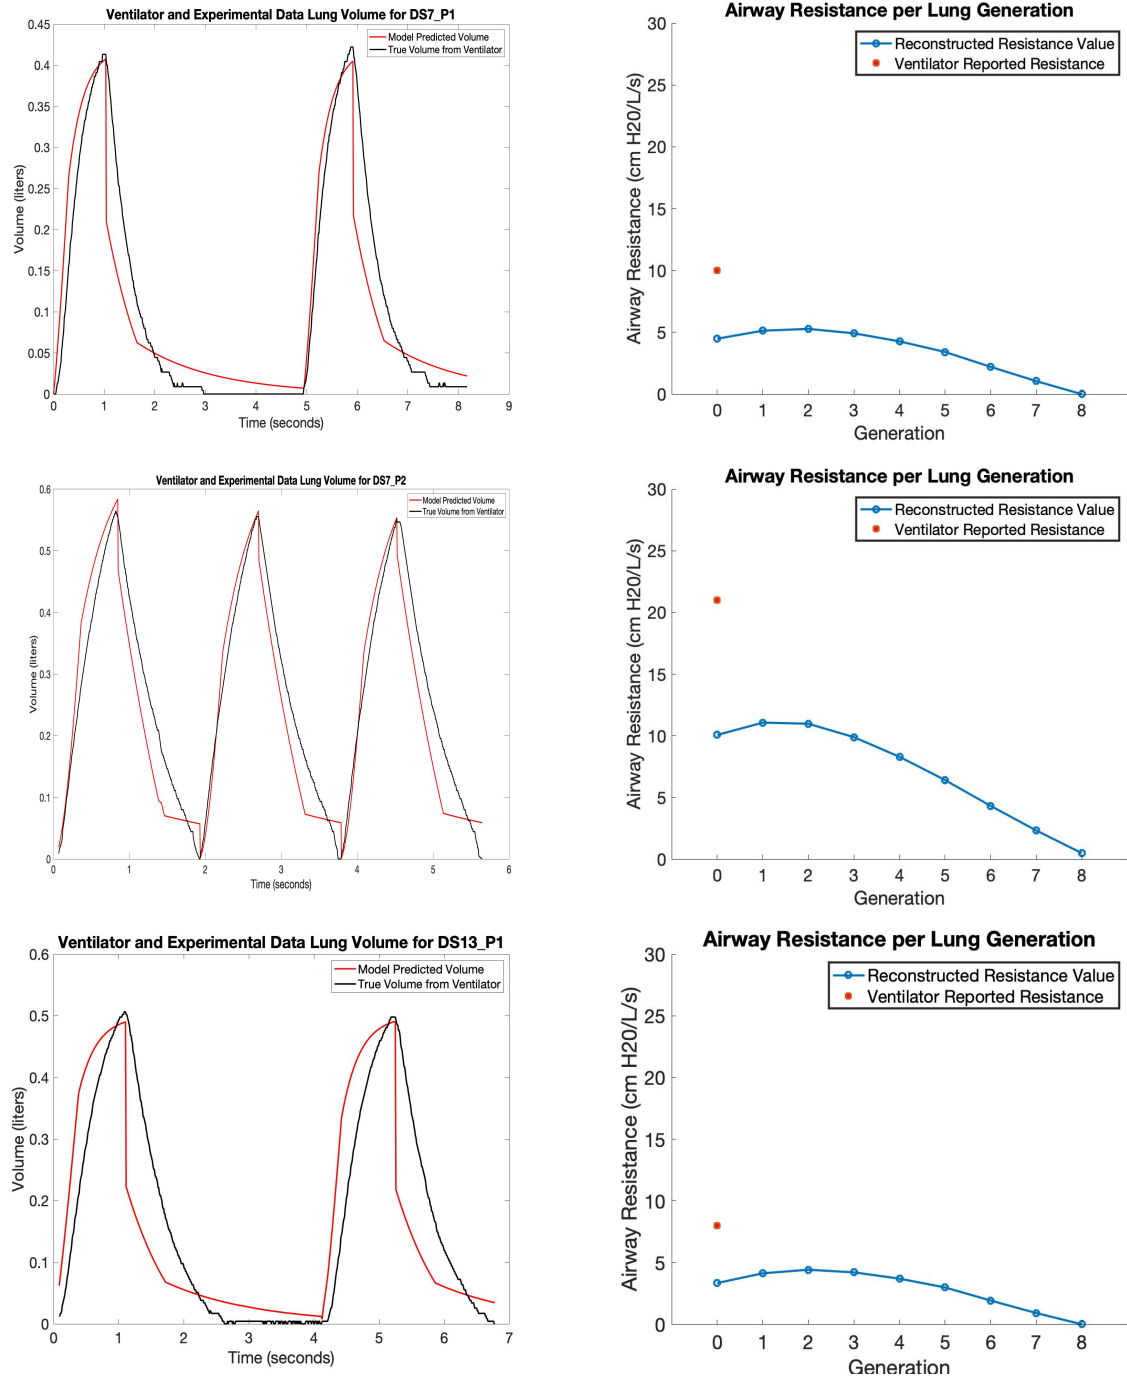 Ventilator and Experimental Data Lung Volume for DS7_P1
Model Predicted Volume
True Volume from Ventilator
Volume (liters)
0.45
0.4
0.35
0.3
0.25
0.2
0.15
0.1
0.05
0
0 1 2 3 4 5 6 7 8 9
Time (seconds)
Airway Resistance per Lung Generation
Reconstructed Resistance Value
Ventilator Reported Resistance
Airway Resistance (cm H20/L/s)
30
25
20
15
10
5
0
0 1 2 3 4 5 6 7 8
Generation
Ventilator and Experimental Data Lung Volume for DS7_P2
Model Predicted Volume
True Volume from Ventilator
Volume (liters)
0.6
0.5
0.4
0.3
0.2
0.1
0
0 1 2 3 4 5 6
Time (seconds)
Airway Resistance per Lung Generation
Reconstructed Resistance Value
Ventilator Reported Resistance
Airway Resistance (cm H20/L/s)
30
25
20
15
10
5
0
0 1 2 3 4 5 6 7 8
Generation
Ventilator and Experimental Data Lung Volume for DS13_P1
Model Predicted Volume
True Volume from Ventilator
Volume (liters)
0.6
0.5
0.4
0.3
0.2
0.1
0
0 1 2 3 4 5 6 7
Time (seconds)
Airway Resistance per Lung Generation
Reconstructed Resistance Value
Ventilator Reported Resistance
Airway Resistance (cm H20/L/s)
30
25
20
15
10
5
0
0 1 2 3 4 5 6 7 8
Generation